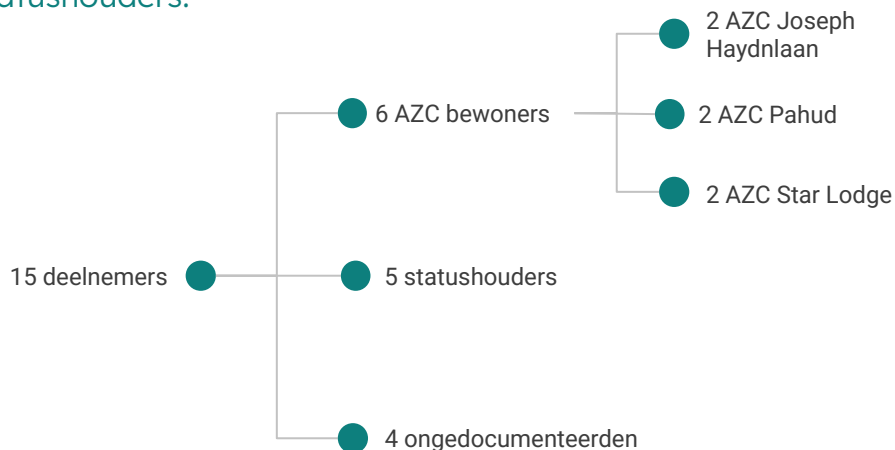 2 AZC Joseph
Haydnlaan
6 AZC bewoners
2 AZC Pahud
2 AZC Star Lodge
15 deelnemers
5 statushouders
4 ongedocumenteerden